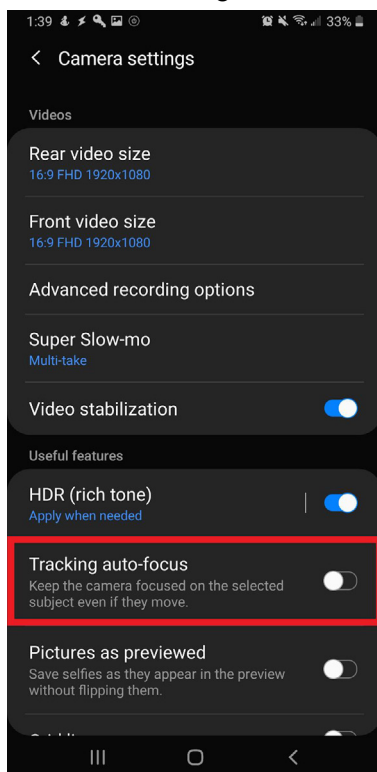 1:39 33%
Camera settings
Videos
Rear video size
16:9 FHD 1920x1080
Front video size
16:9 FHD 1920x1080
Advanced recording options
Super Slow-mo
Multi-take
Video stabilization
Useful features
HDR (rich tone)
Apply when needed
Tracking auto-focus
Keep the camera focused on the selected
subject even if they move.
Pictures as previewed
Save selfies as they appear in the preview
without flipping them.